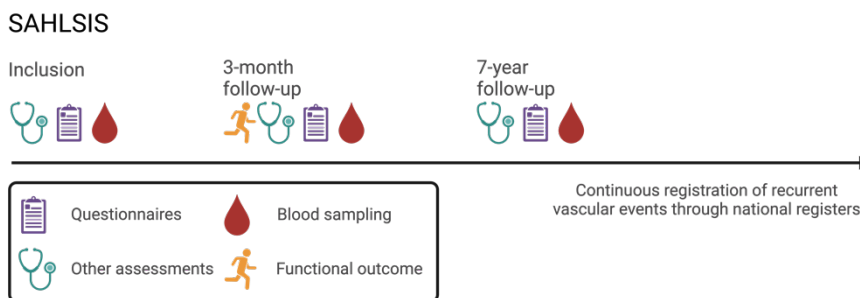 SAHLSIS
Inclusion
3-month
follow-up
7-year
follow-up
Continuous registration of recurrent
vascular events through national registers
Questionnaires
Blood sampling
Other assessments
Functional outcome